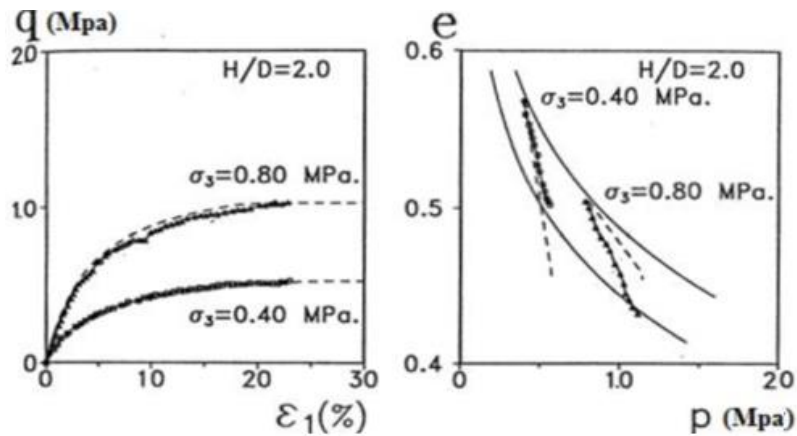 q (Mpa)
20
10
0
H/D=2.0
σ₃=0.80 MPa.
σ₃=0.40 MPa.
0 10 20 30
ε₁(%)
e
0.6
0.5
0.4
H/D=2.0
σ₃=0.40 MPa.
σ₃=0.80 MPa.
0 1.0 20
p (Mpa)